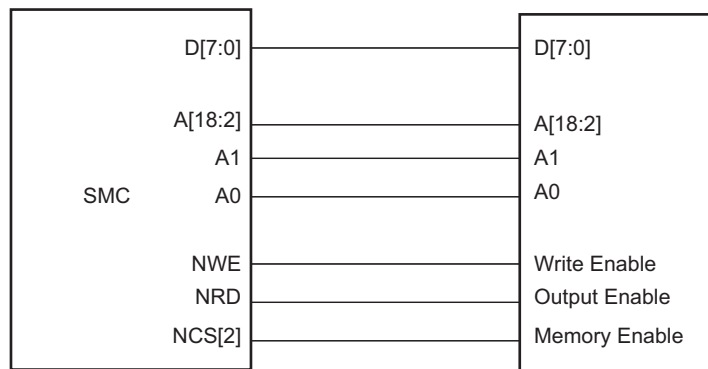 D[7:0] D[7:0]
A[18:2] A[18:2]
A1 A1
SMC A0 A0
NWE Write Enable
NRD Output Enable
NCS[2] Memory Enable